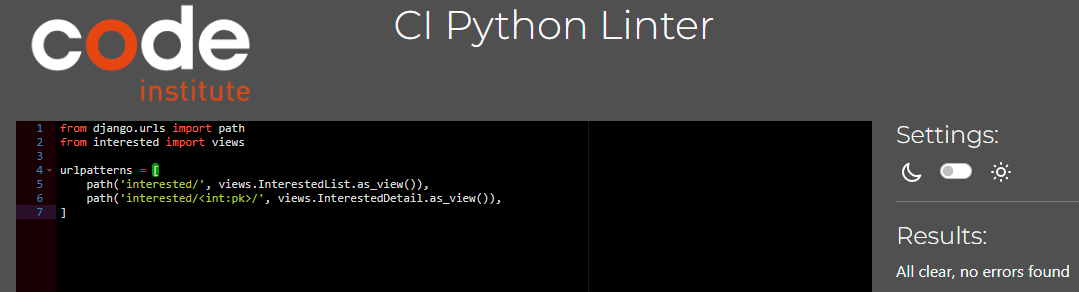 code
institute
CI Python Linter
1 from django.urls import path
2 from interested import views
3
4 urlpatterns = [
5     path('interested/', views.InterestedList.as_view()),
6     path('interested/<int:pk>/', views.InterestedDetail.as_view()),
7 ]
Settings:
Results:
All clear, no errors found